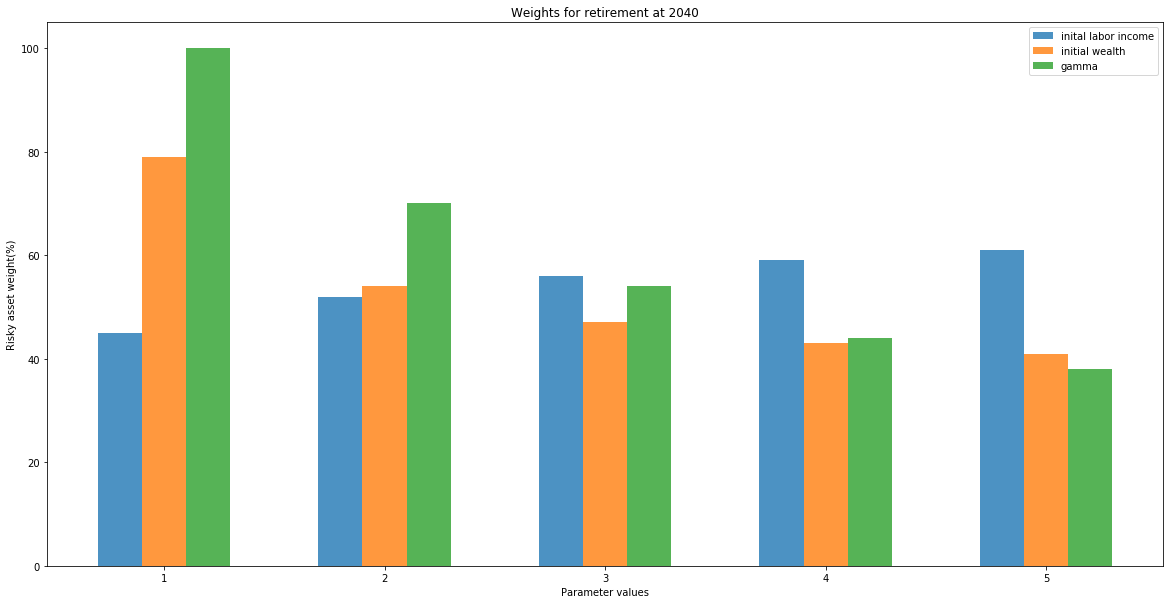 Weights for retirement at 2040
inital labor income
initial wealth
gamma
Risky asset weight(%)
100
80
60
40
20
0
1 2 3 4 5
Parameter values